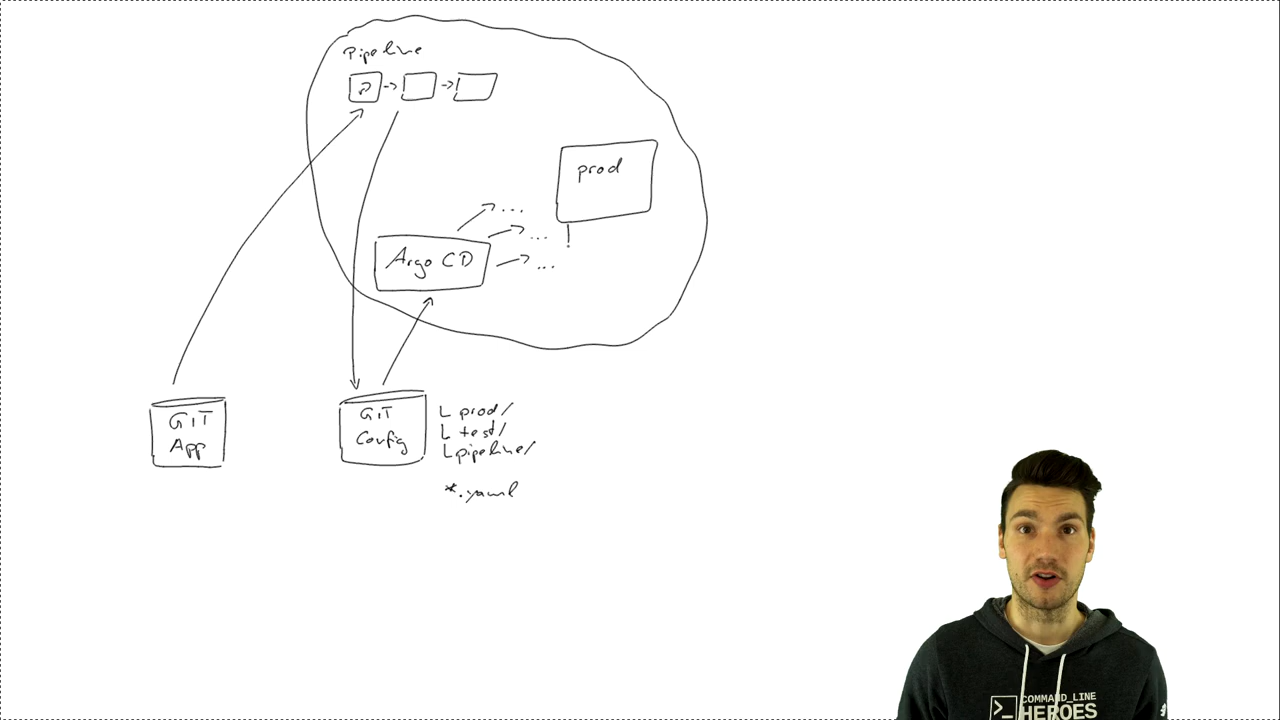 Pipeline
prod
...
...
...
Argo CD
GIT
App
GIT
Config
L prod/
L test/
L pipeline/
*.yaml
>_ COMMAND_LINE
HEROES